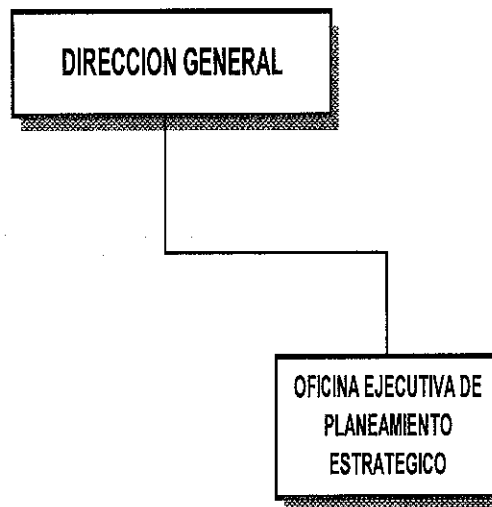 DIRECCION GENERAL
OFICINA EJECUTIVA DE
PLANEAMIENTO
ESTRATEGICO